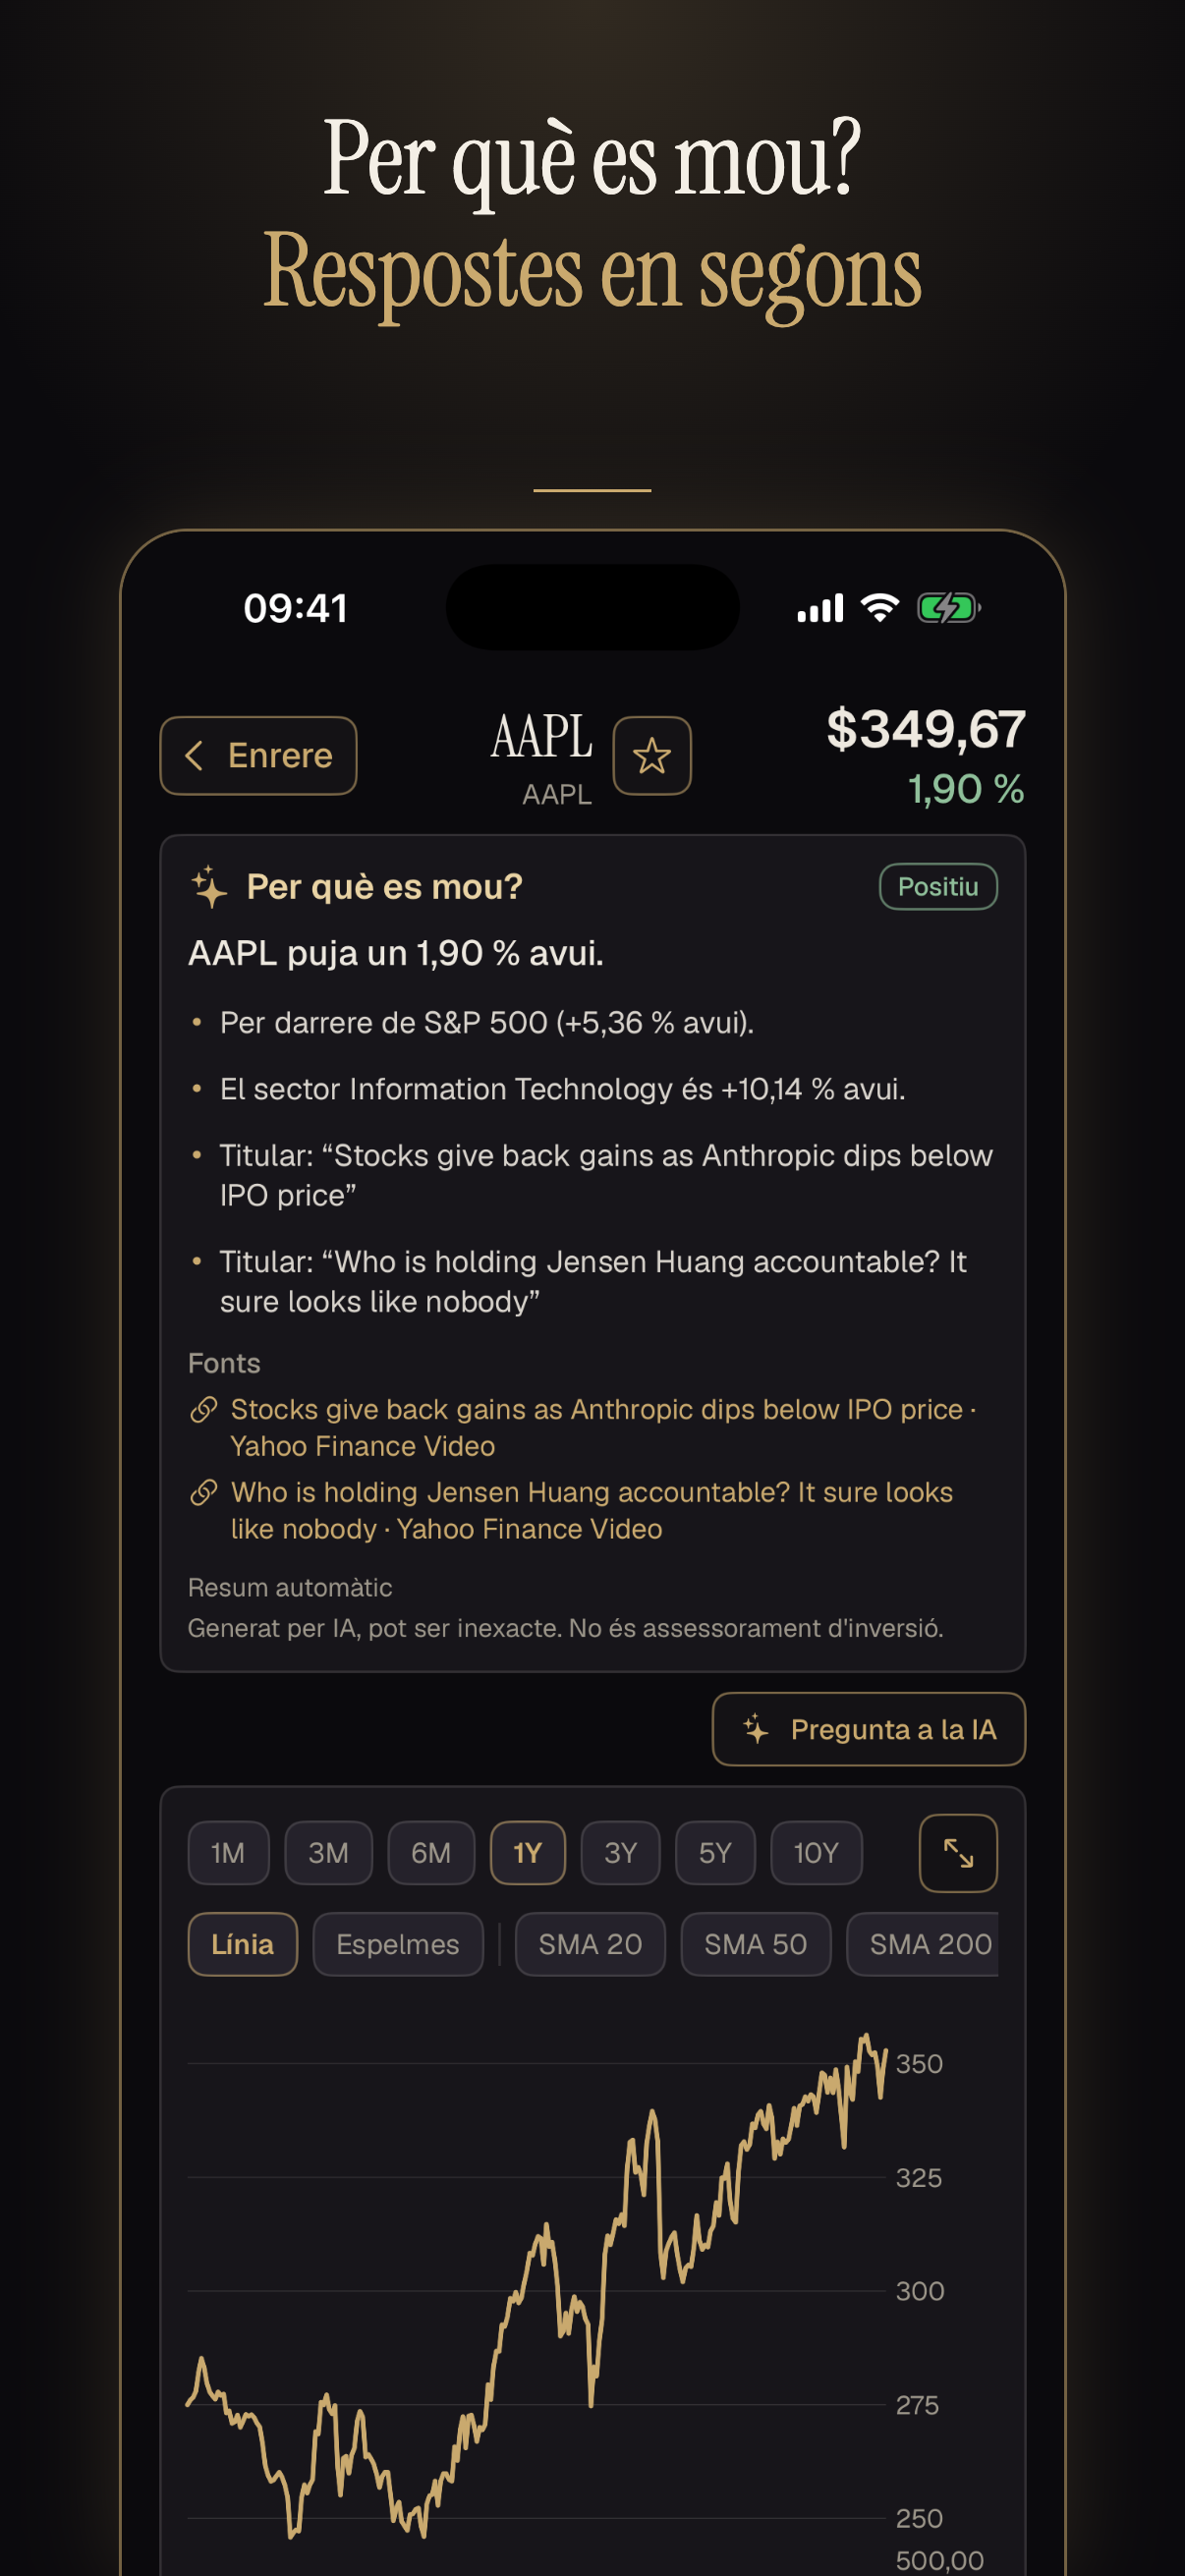 Per què es mou?
Respostes en segons
09:41
Enrere
AAPL
AAPL
$349,67
1,90 %
Per què es mou?
Positiu
AAPL puja un 1,90 % avui.
• Per darrere de S&P 500 (+5,36 % avui).
• El sector Information Technology és +10,14 % avui.
• Titular: “Stocks give back gains as Anthropic dips below
IPO price”
• Titular: “Who is holding Jensen Huang accountable? It
sure looks like nobody”
Fonts
Stocks give back gains as Anthropic dips below IPO price ·
Yahoo Finance Video
Who is holding Jensen Huang accountable? It sure looks
like nobody · Yahoo Finance Video
Resum automàtic
Generat per IA, pot ser inexacte. No és assessorament d'inversió.
Pregunta a la IA
1M 3M 6M 1Y 3Y 5Y 10Y
Línia Espelmes SMA 20 SMA 50 SMA 200
350
325
300
275
250
500,00